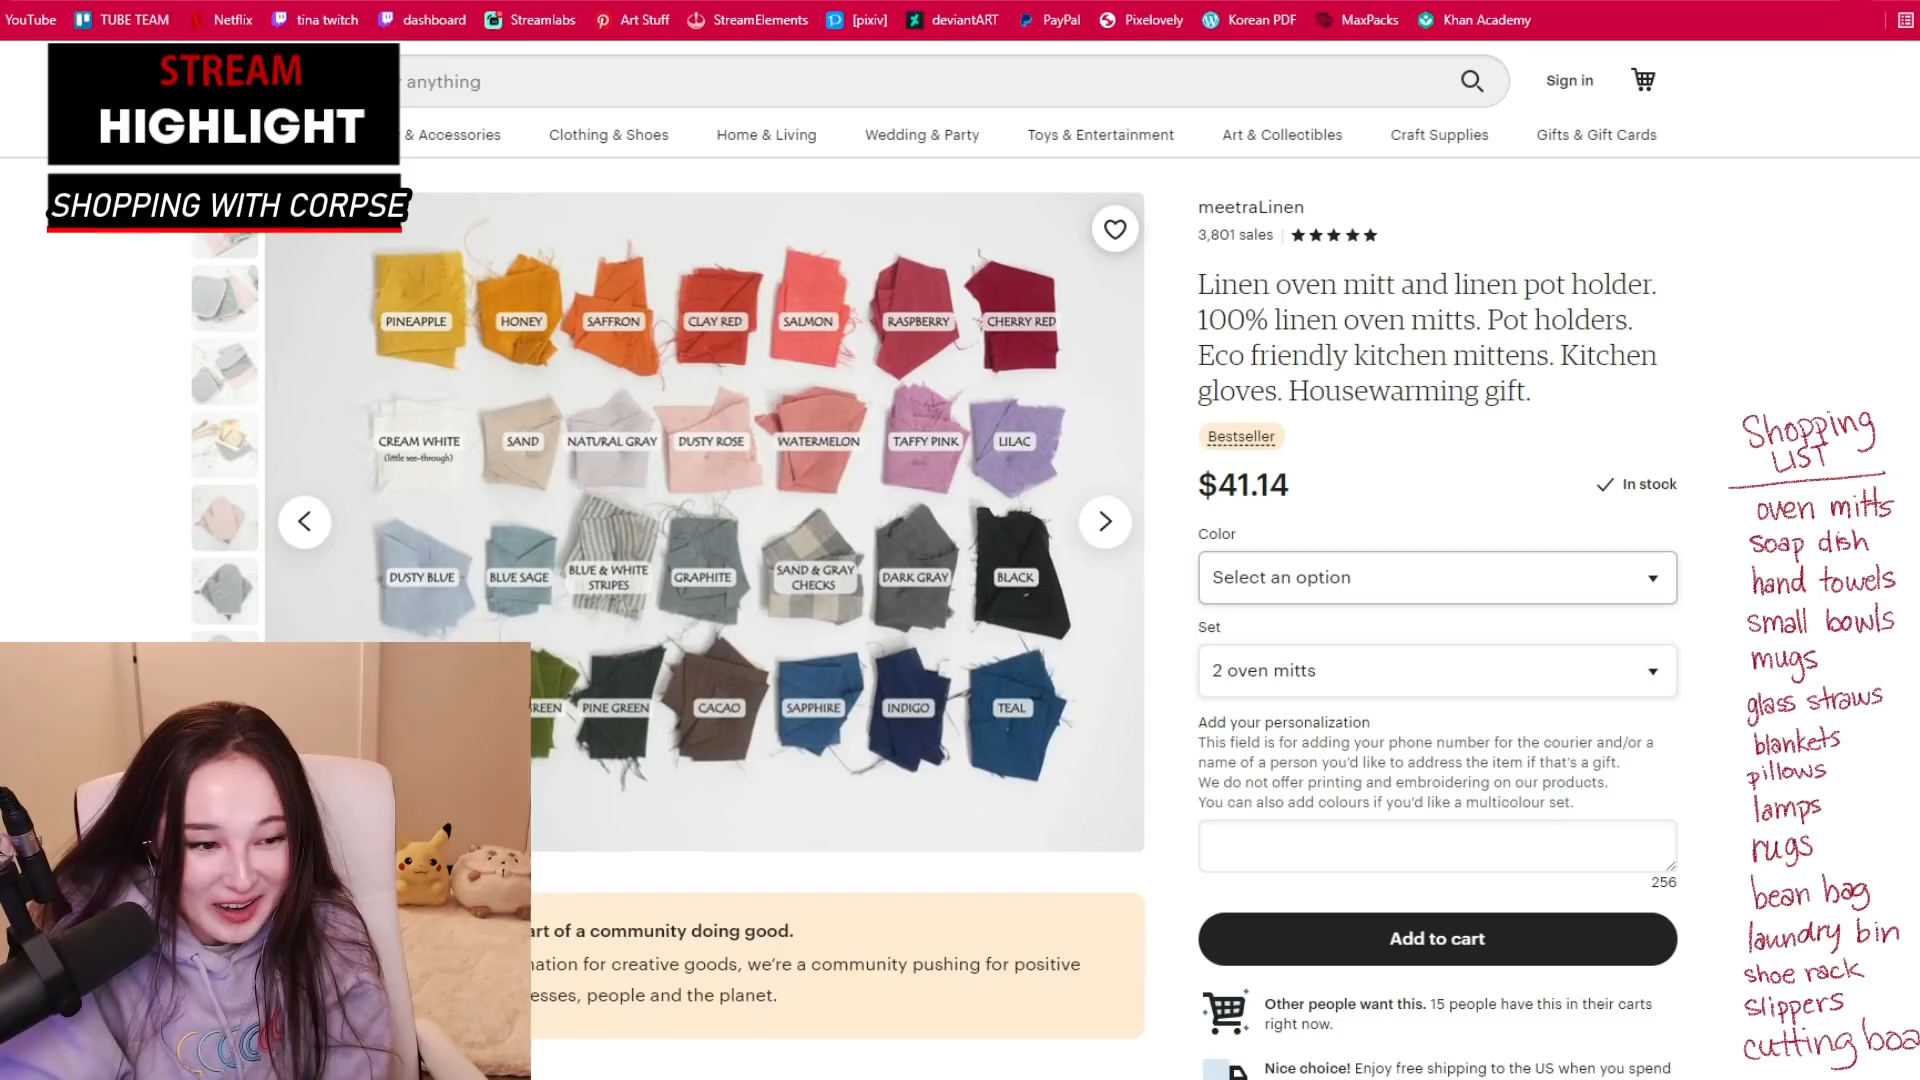 YouTube TUBE TEAM Netflix tina twitch dashboard Streamlabs Art Stuff StreamElements [pixiv] deviantART PayPal Pixelovely Korean PDF MaxPacks Khan Academy
STREAM
HIGHLIGHT
SHOPPING WITH CORPSE
anything
Sign in
& Accessories Clothing & Shoes Home & Living Wedding & Party Toys & Entertainment Art & Collectibles Craft Supplies Gifts & Gift Cards
PINEAPPLE HONEY SAFFRON CLAY RED SALMON RASPBERRY CHERRY RED
CREAM WHITE SAND NATURAL GRAY DUSTY ROSE WATERMELON TAFFY PINK LILAC
(little see-through)
DUSTY BLUE BLUE SAGE BLUE & WHITE STRIPES GRAPHITE SAND & GRAY CHECKS DARK GRAY BLACK
REEN PINE GREEN CACAO SAPPHIRE INDIGO TEAL
art of a community doing good.
nation for creative goods, we're a community pushing for positive
esses, people and the planet.
meetraLinen
3,801 sales
Linen oven mitt and linen pot holder.
100% linen oven mitts. Pot holders.
Eco friendly kitchen mittens. Kitchen
gloves. Housewarming gift.
Bestseller
$41.14
In stock
Color
Select an option
Set
2 oven mitts
Add your personalization
This field is for adding your phone number for the courier and/or a
name of a person you'd like to address the item if that's a gift.
We do not offer printing and embroidering on our products.
You can also add colours if you'd like a multicolour set.
256
Add to cart
Other people want this. 15 people have this in their carts
right now.
Nice choice! Enjoy free shipping to the US when you spend
Shopping
LIST
oven mitts
soap dish
hand towels
small bowls
mugs
glass straws
blankets
pillows
lamps
rugs
bean bag
laundry bin
shoe rack
slippers
cutting boa